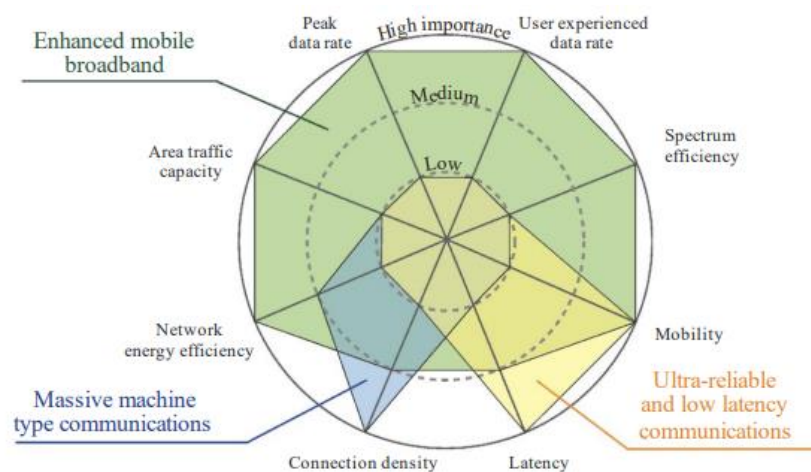 Peak
data rate
High importance
User experienced
data rate
Enhanced mobile
broadband
Medium
Area traffic
capacity
Low
Spectrum
efficiency
Network
energy efficiency
Mobility
Massive machine
type communications
Ultra-reliable
and low latency
communications
Connection density
Latency